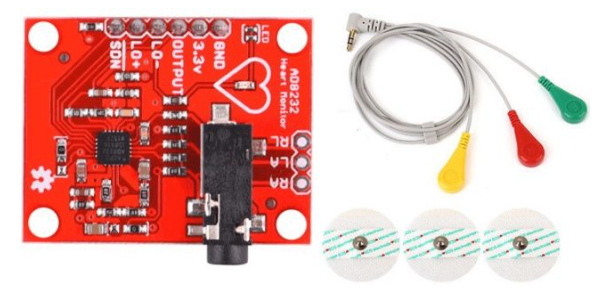 SDN
LO+
LO-
OUTPUT
3.3v
GND
LED
AD8232
Heart Monitor
RL
LA
RA